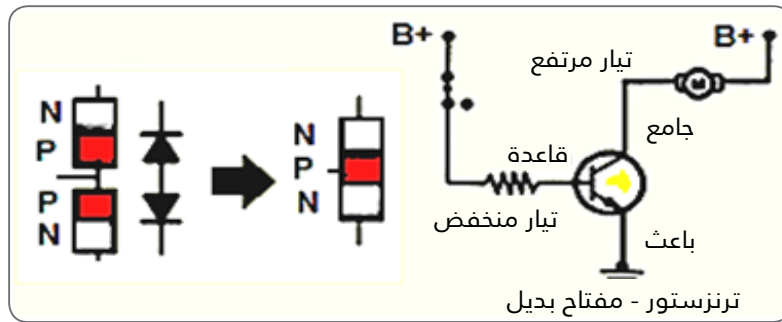 B+
B+
تيار مرتفع
جامع
قاعدة
تيار منخفض
باعث
ترنزستور - مفتاح بديل
M
N
P
P
N
N
P
N